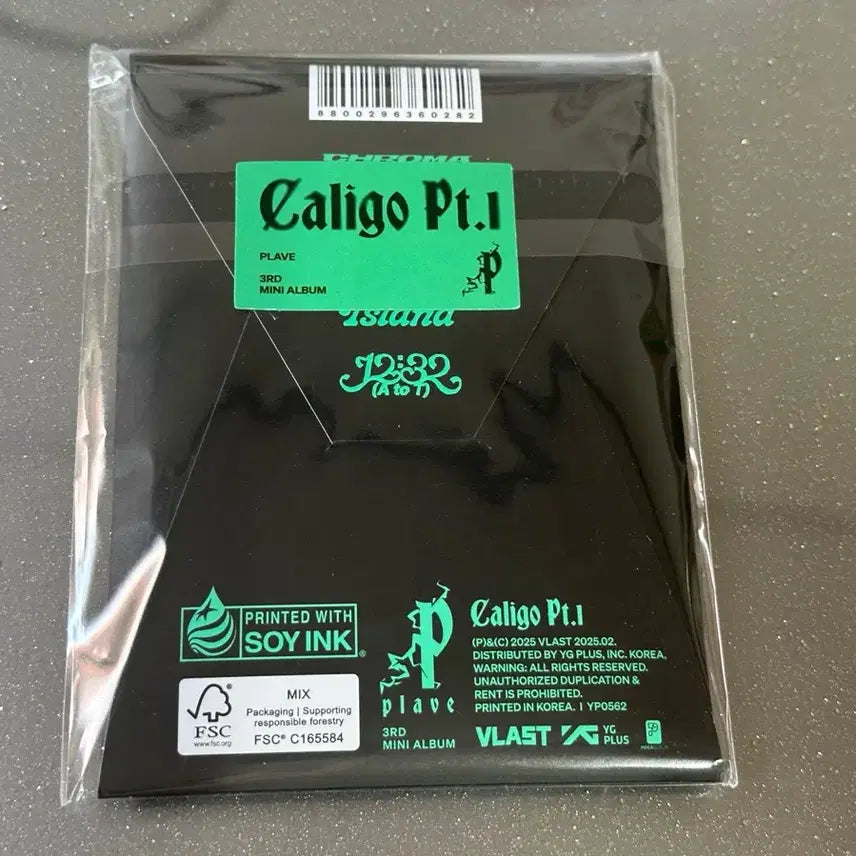 8800296360282
CHROMA
Caligo Pt.1
PLAVE
3RD
MINI ALBUM
P
Island
12:32
(A to T)
PRINTED WITH
SOY INK®
FSC®
www.fsc.org
MIX
Packaging | Supporting
responsible forestry
FSC® C165584
P
plave
3RD
MINI ALBUM
Caligo Pt.1
(P)&(C) 2025 VLAST 2025.02.
DISTRIBUTED BY YG PLUS, INC. KOREA.
WARNING: ALL RIGHTS RESERVED.
UNAUTHORIZED DUPLICATION &
RENT IS PROHIBITED.
PRINTED IN KOREA. I YP0562
VLAST YG
YG
PLUS